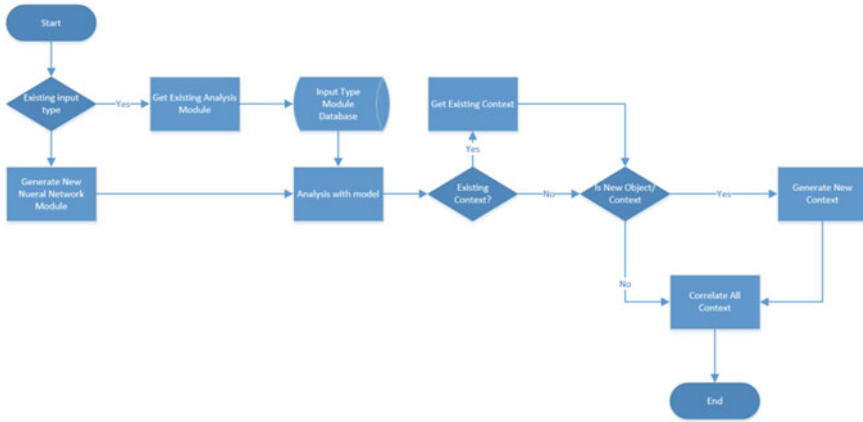 Start
Existing input
type
Yes
Get Existing Analysis
Module
Input Type
Module
Database
Get Existing Context
Yes
Generate New
Nueral Network
Module
Analysis with model
Existing
Context?
No
Is New Object/
Context
Yes
Generate New
Context
No
Correlate All
Context
End